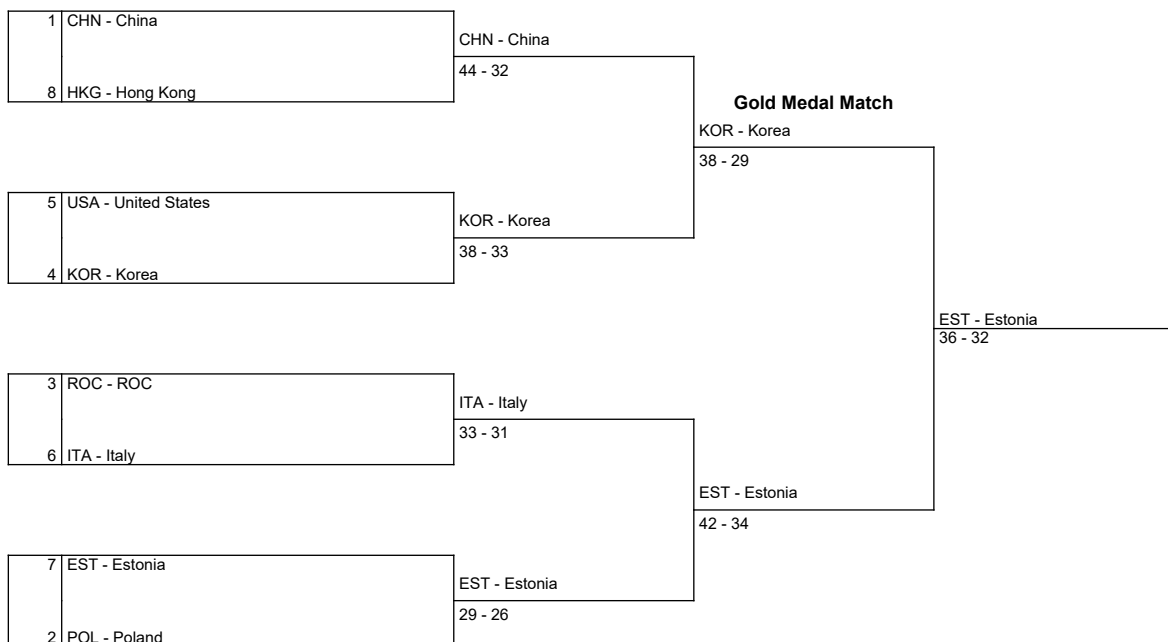 1 CHN - China
CHN - China
44 - 32
8 HKG - Hong Kong
Gold Medal Match
KOR - Korea
38 - 29
5 USA - United States
KOR - Korea
38 - 33
4 KOR - Korea
EST - Estonia
36 - 32
3 ROC - ROC
ITA - Italy
33 - 31
6 ITA - Italy
EST - Estonia
42 - 34
7 EST - Estonia
EST - Estonia
29 - 26
2 POL - Poland